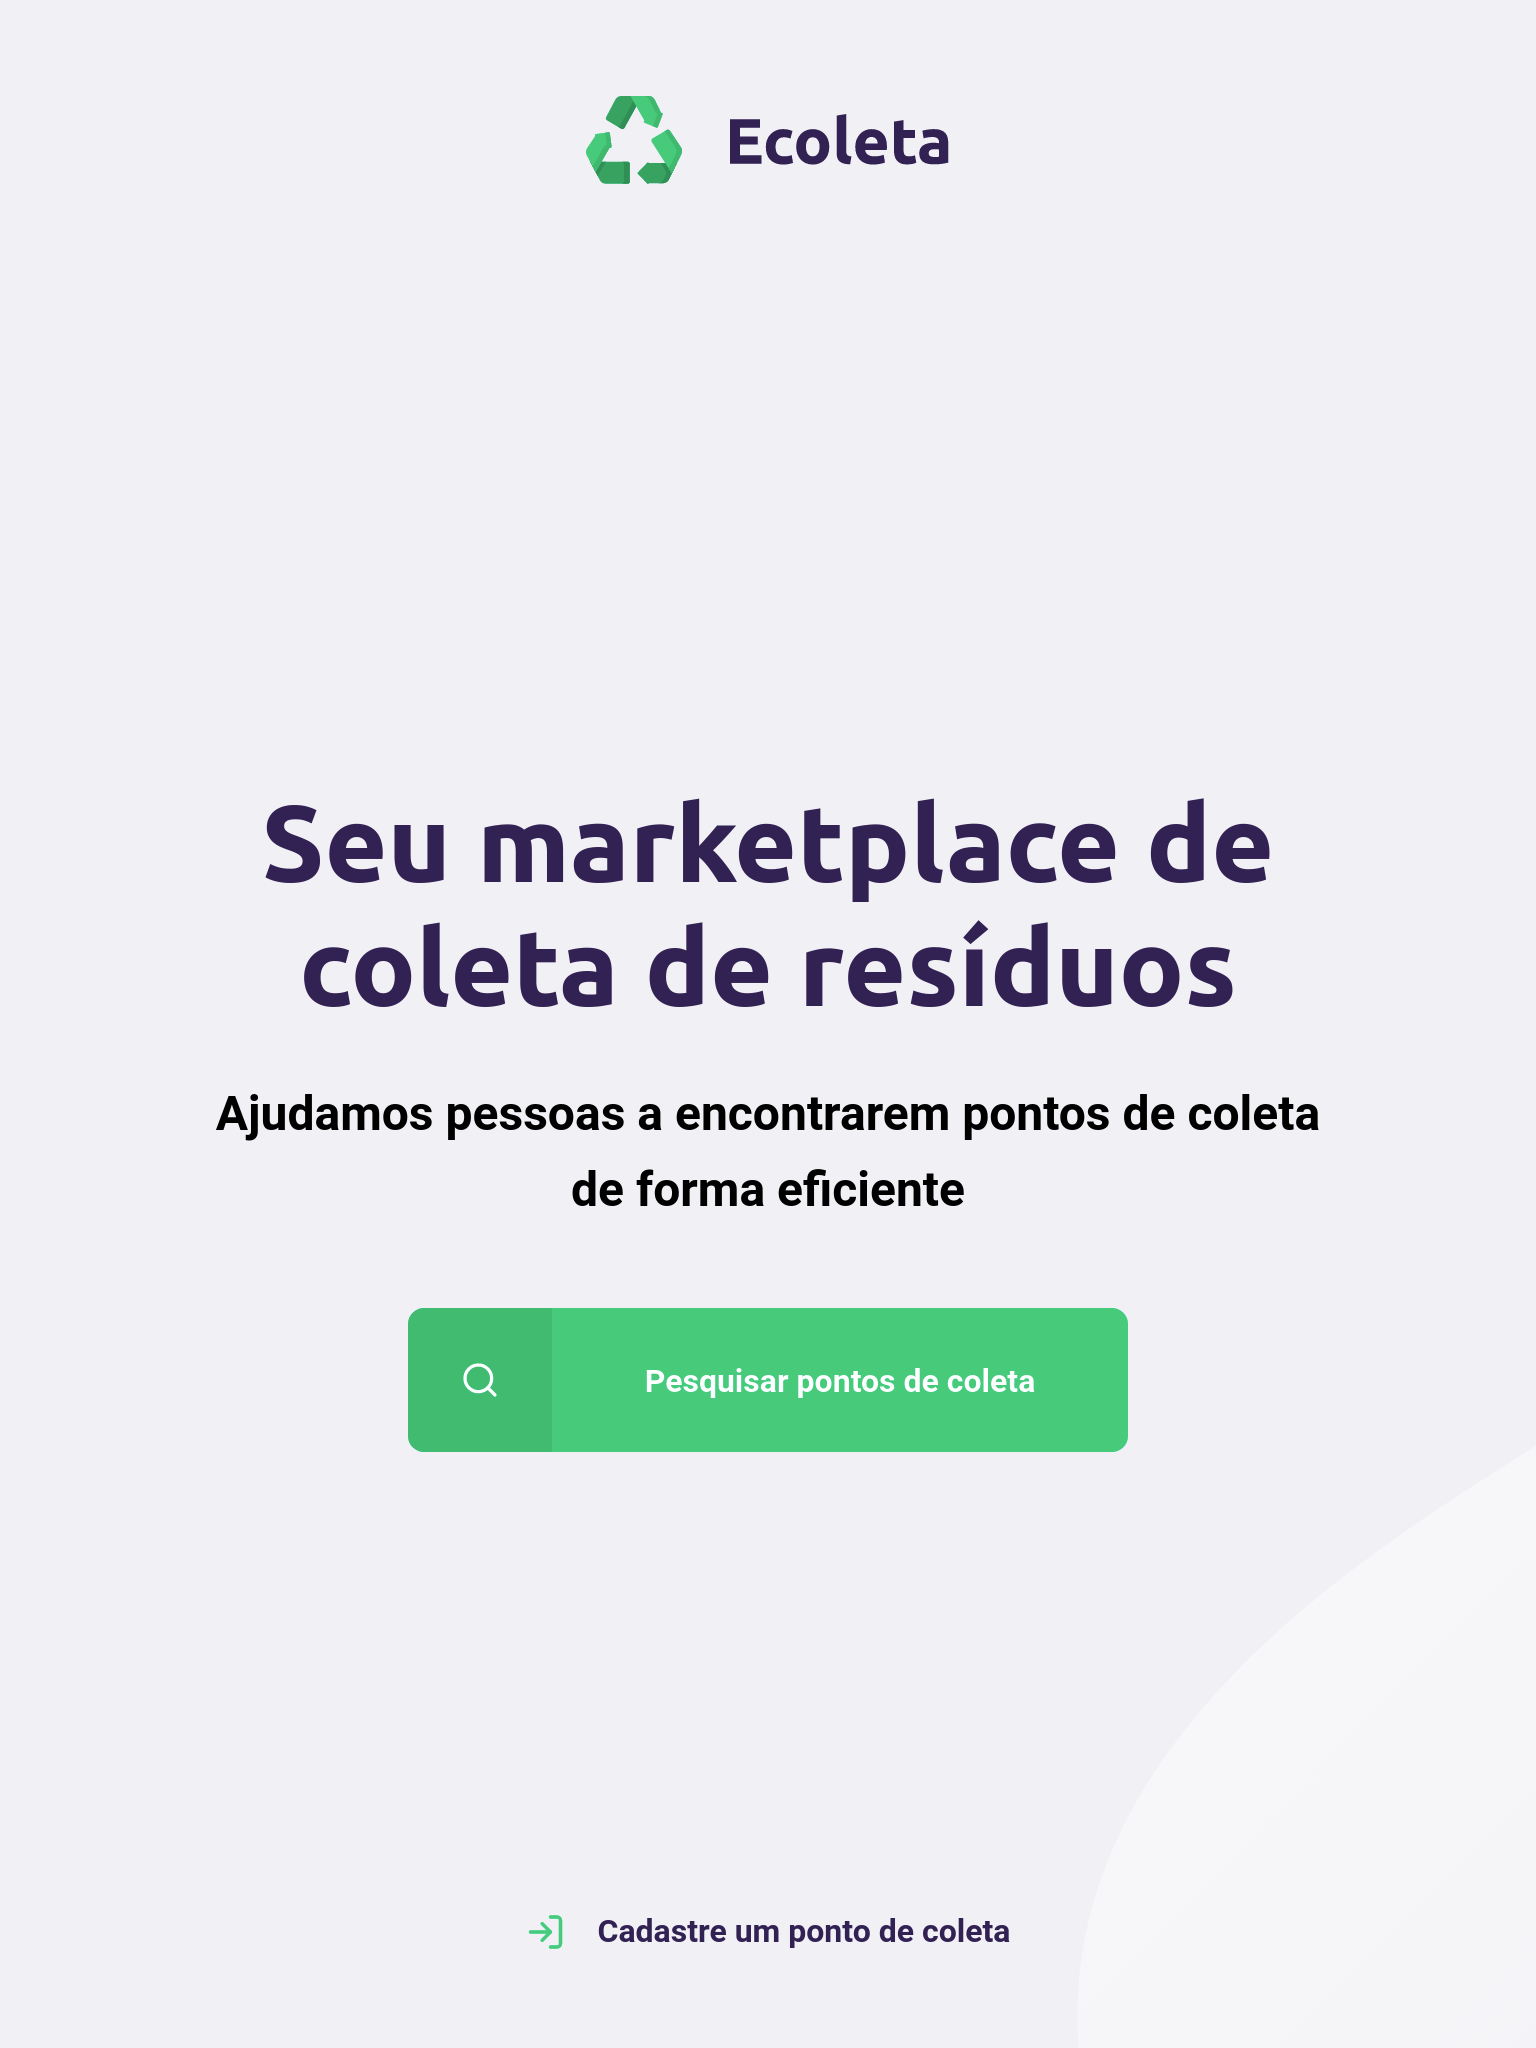 Ecoleta
Seu marketplace de
coleta de resíduos
Ajudamos pessoas a encontrarem pontos de coleta
de forma eficiente
Pesquisar pontos de coleta
Cadastre um ponto de coleta